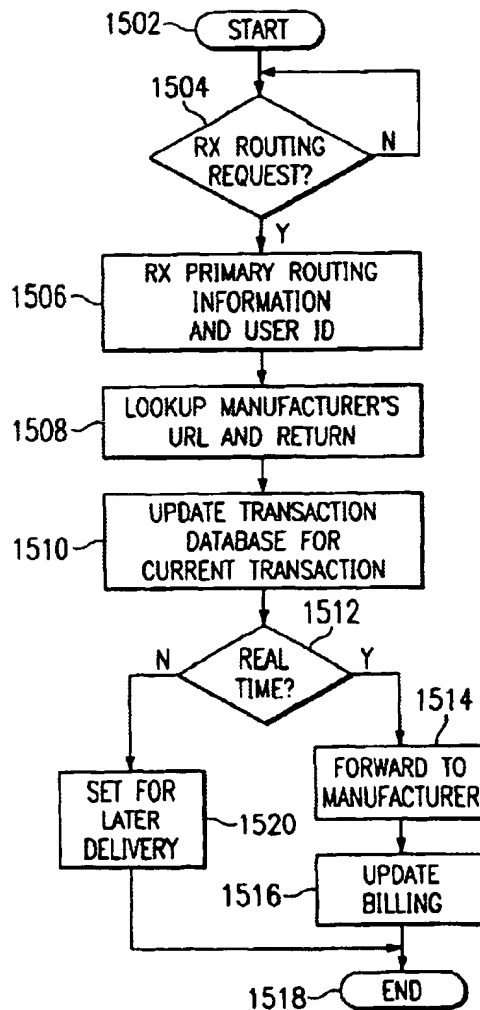 1502
START
1504
RX ROUTING
REQUEST?
N
Y
1506
RX PRIMARY ROUTING
INFORMATION
AND USER ID
1508
LOOKUP MANUFACTURER'S
URL AND RETURN
1510
UPDATE TRANSACTION
DATABASE FOR
CURRENT TRANSACTION
1512
N
REAL
TIME?
Y
1514
SET FOR
LATER
DELIVERY
1520
FORWARD TO
MANUFACTURER
1516
UPDATE
BILLING
1518
END